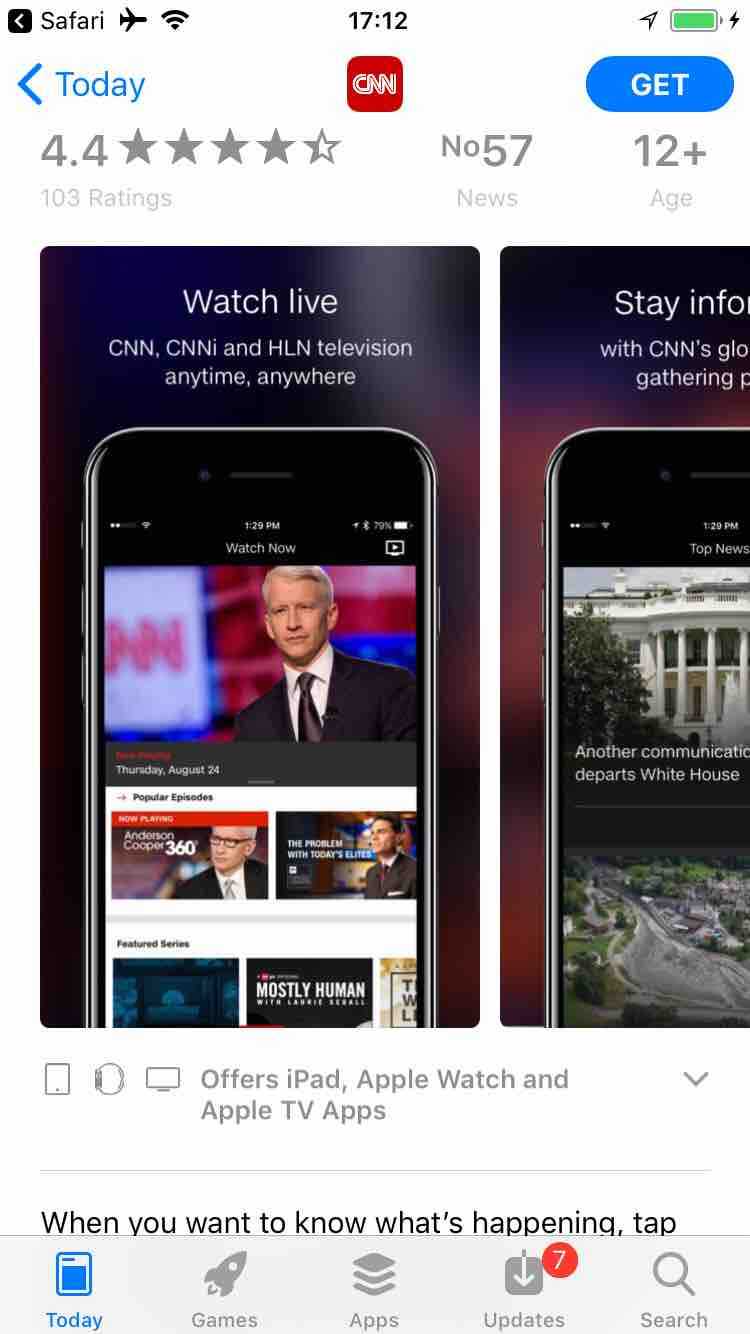 Safari
17:12
Today
CNN
GET
4.4
No57
12+
103 Ratings
News
Age
Watch live
CNN, CNNi and HLN television
anytime, anywhere
1:29 PM
79%
Watch Now
Now Playing
Thursday, August 24
→ Popular Episodes
NOW PLAYING
Anderson
Cooper 360°
THE PROBLEM
WITH TODAY'S ELITES
Featured Series
MOSTLY HUMAN
WITH LAURIE SEGALL
Stay infor
with CNN's glo
gathering p
1:29 PM
Top News
Another communicatio
departs White House
Offers iPad, Apple Watch and
Apple TV Apps
When you want to know what's happening, tap
7
Today
Games
Apps
Updates
Search